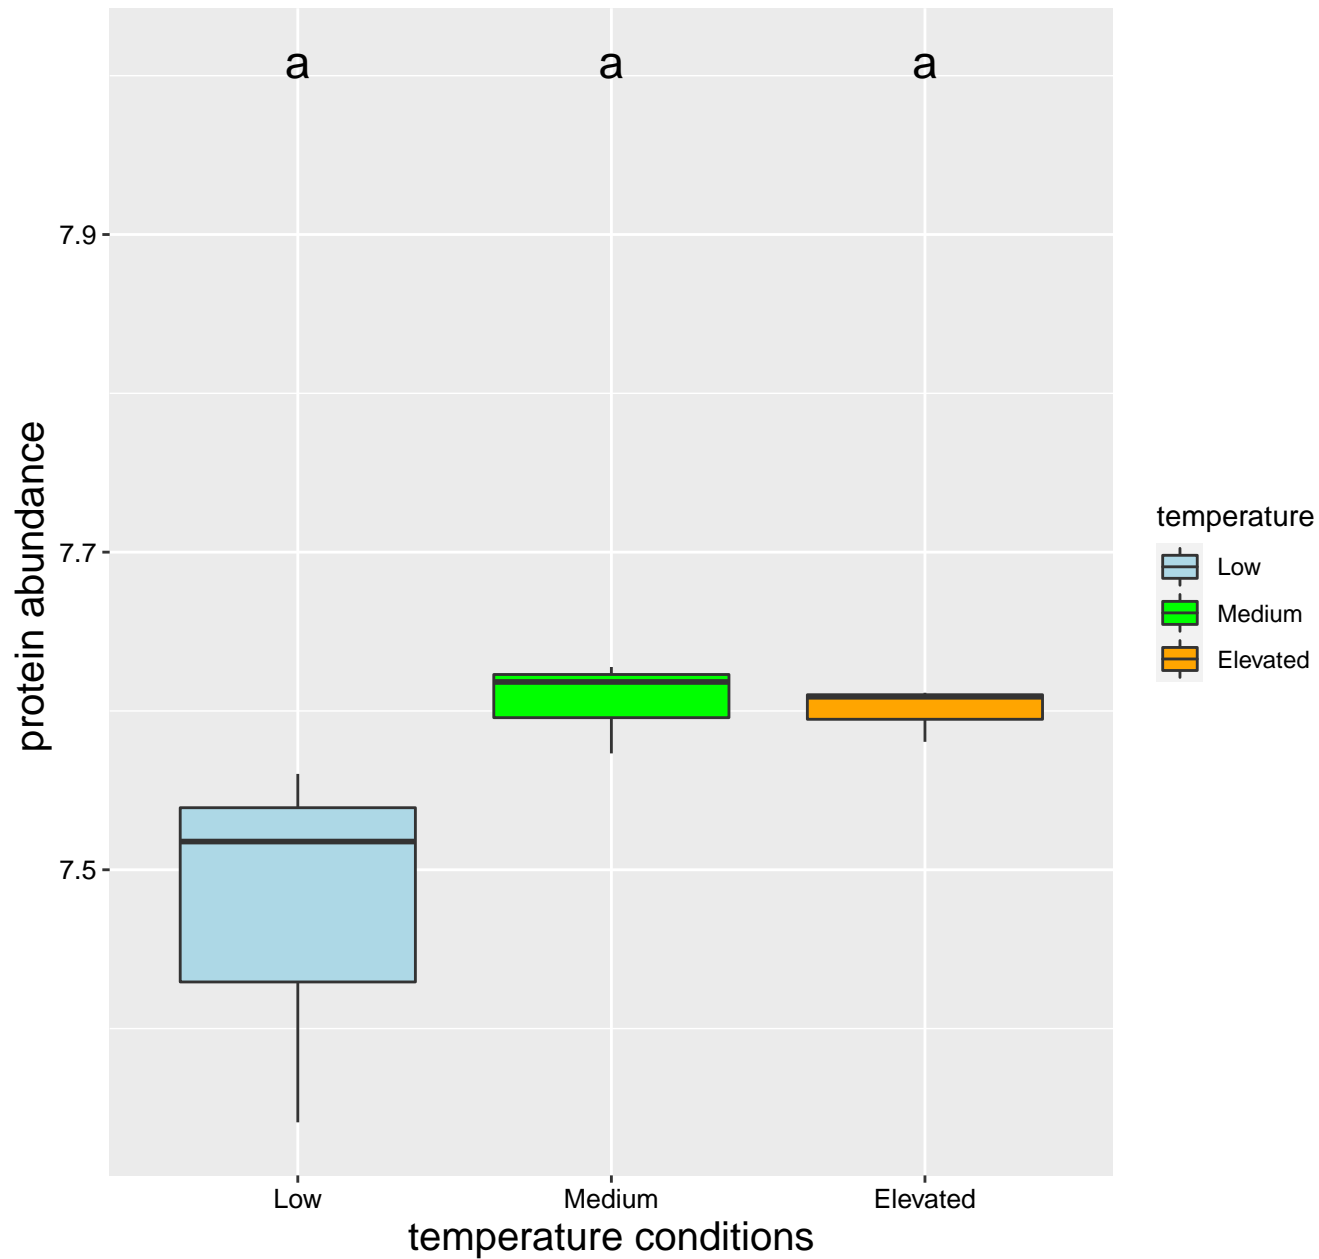 a a a
7.9
7.7
7.5
protein abundance
Low Medium Elevated
temperature conditions
temperature
Low
Medium
Elevated